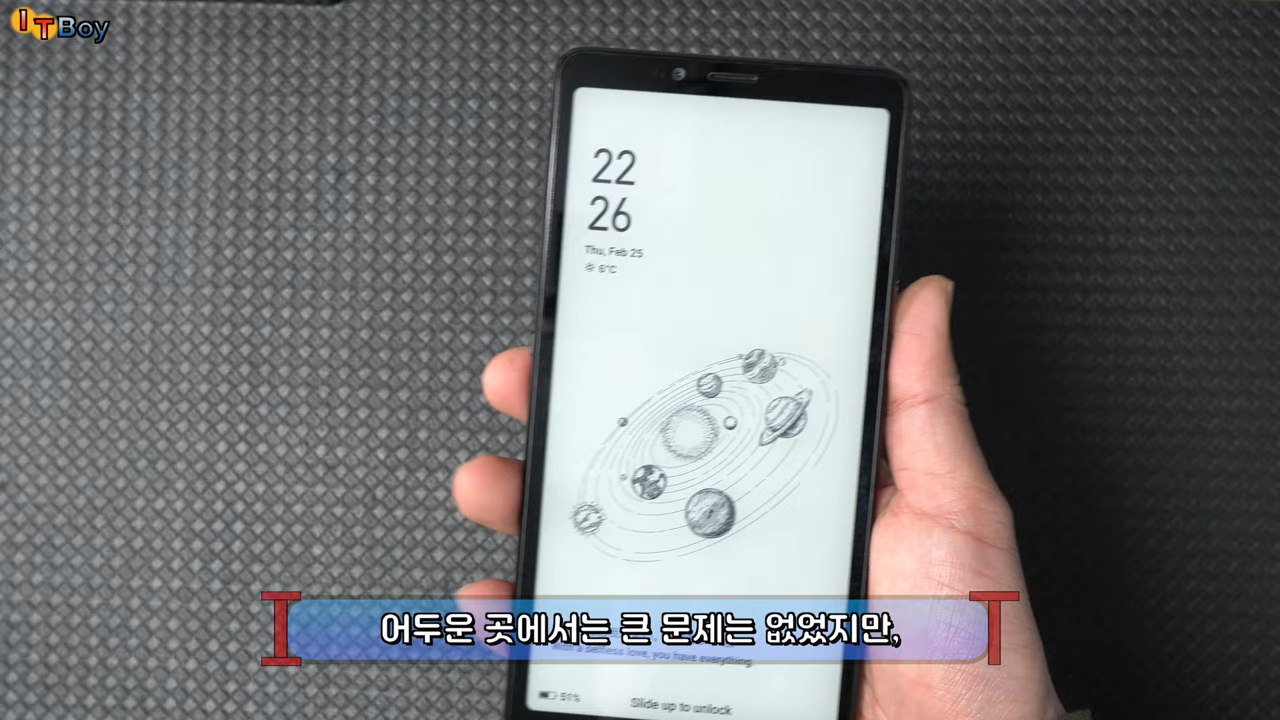 ITBoy
22
26
Thu, Feb 25
6°C
어두운 곳에서는 큰 문제는 없었지만,
with a selfless love, you have everything.
51%
Slide up to unlock